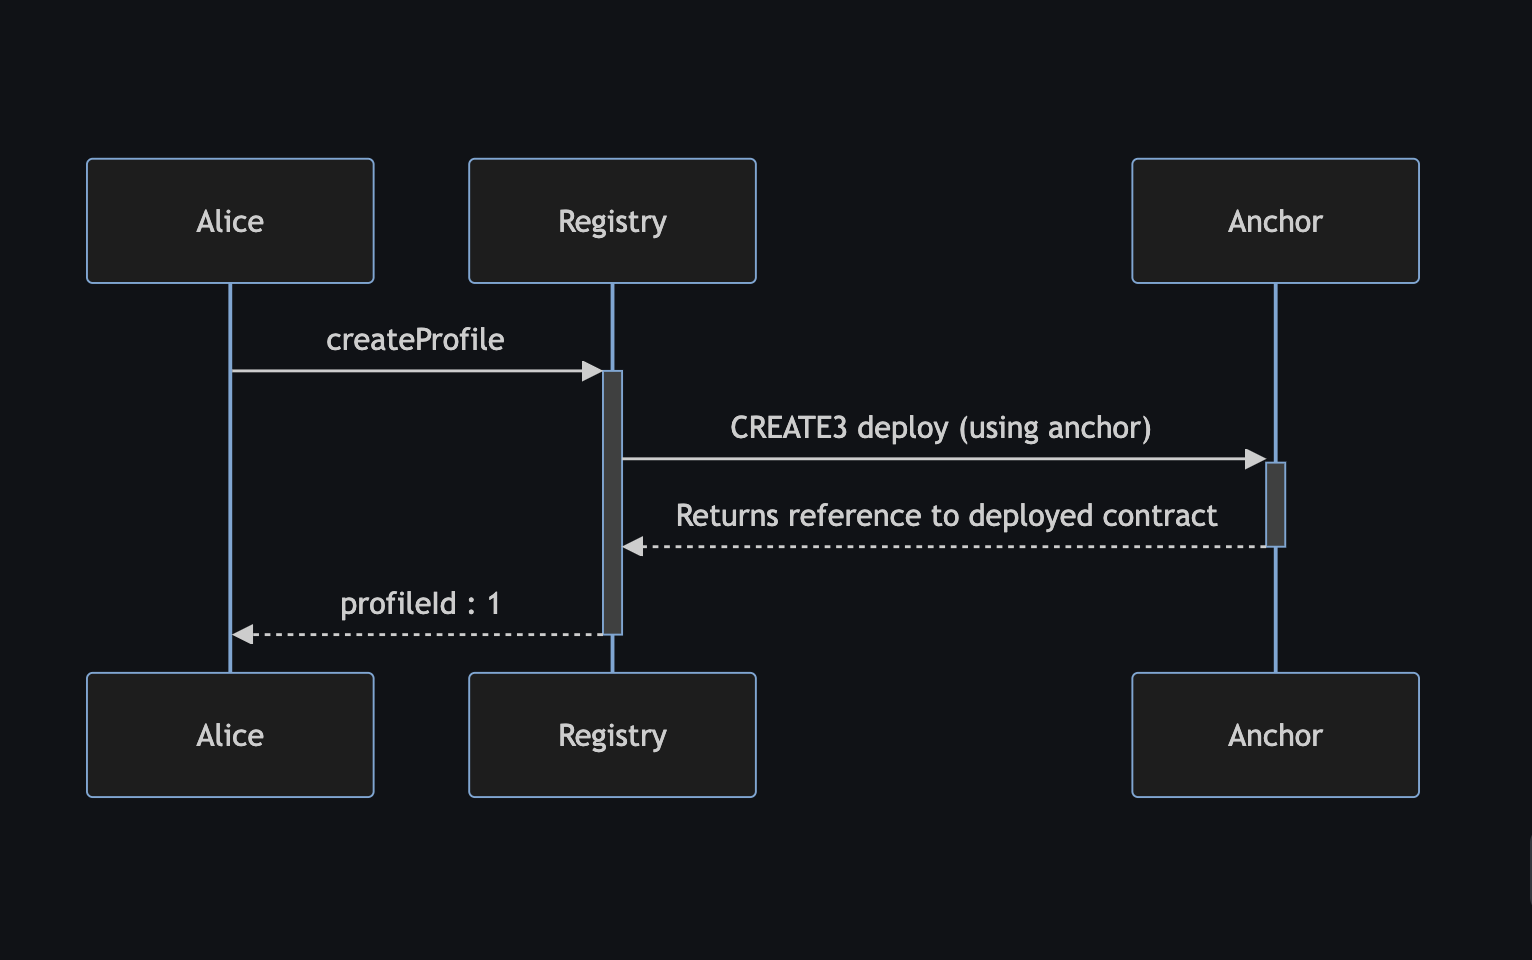 Alice
Registry
Anchor
createProfile
CREATE3 deploy (using anchor)
Returns reference to deployed contract
profileId : 1
Alice
Registry
Anchor